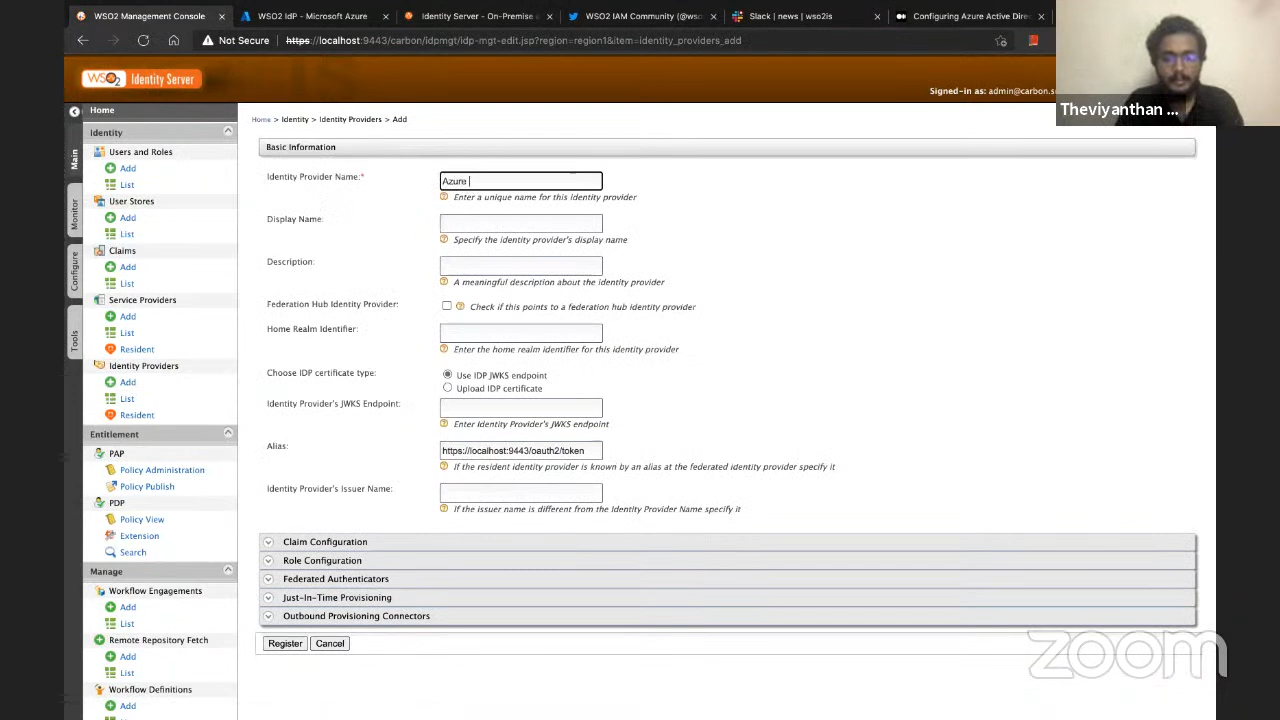 WSO2 Management Console
WSO2 IdP - Microsoft Azure
Identity Server - On-Premise a
WSO2 IAM Community (@wso
Slack | news | wso2is
Configuring Azure Active Dire
Not Secure
https://localhost:9443/carbon/idpmgt/idp-mgt-edit.jsp?region=region1&item=identity_providers_add
WSO2 Identity Server
Signed-in as: admin@carbon.s
Theviyanthan ...
Home
Main
Monitor
Configure
Tools
Identity
Users and Roles
Add
List
User Stores
Add
List
Claims
Add
List
Service Providers
Add
List
Resident
Identity Providers
Add
List
Resident
Entitlement
PAP
Policy Administration
Policy Publish
PDP
Policy View
Extension
Search
Manage
Workflow Engagements
Add
List
Remote Repository Fetch
Add
List
Workflow Definitions
Add
Home > Identity > Identity Providers > Add
Basic Information
Identity Provider Name:*
Azure
Enter a unique name for this identity provider
Display Name:
Specify the identity provider's display name
Description:
A meaningful description about the identity provider
Federation Hub Identity Provider:
Check if this points to a federation hub identity provider
Home Realm Identifier:
Enter the home realm identifier for this identity provider
Choose IDP certificate type:
Use IDP JWKS endpoint
Upload IDP certificate
Identity Provider's JWKS Endpoint:
Enter Identity Provider's JWKS endpoint
Alias:
https://localhost:9443/oauth2/token
If the resident identity provider is known by an alias at the federated identity provider specify it
Identity Provider's Issuer Name:
If the issuer name is different from the Identity Provider Name specify it
Claim Configuration
Role Configuration
Federated Authenticators
Just-In-Time Provisioning
Outbound Provisioning Connectors
Register
Cancel
zoom